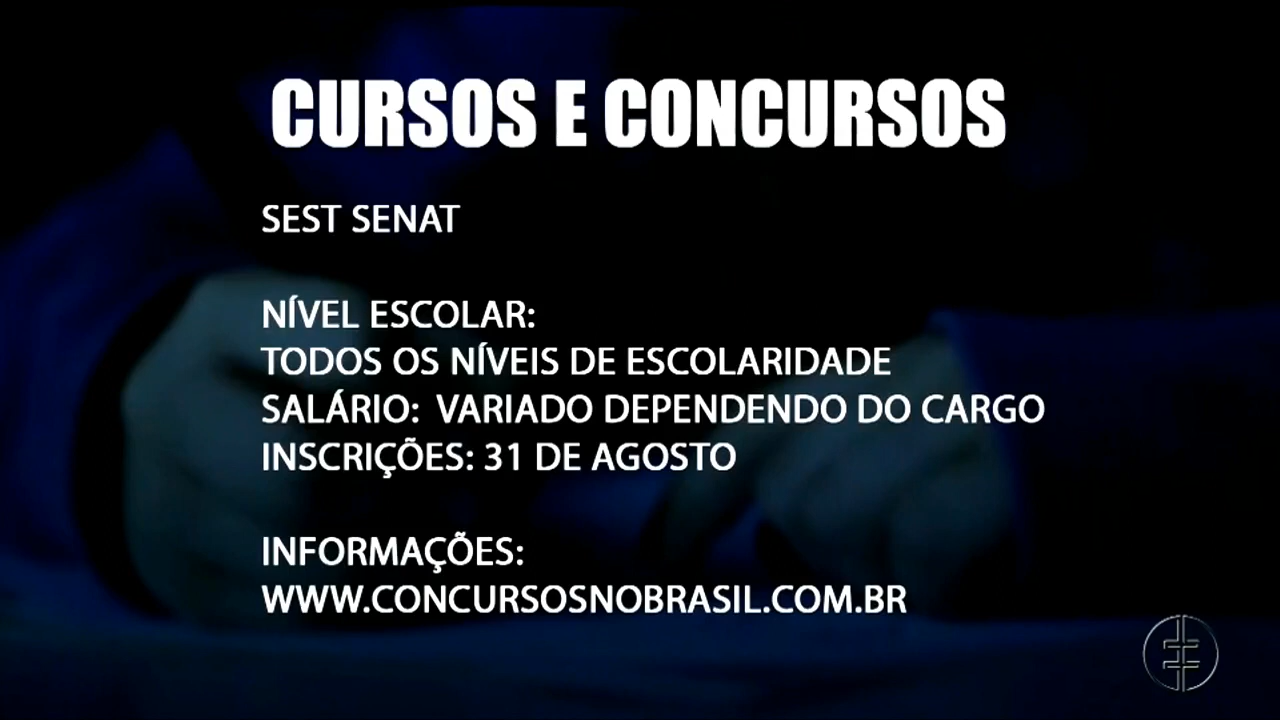 CURSOS E CONCURSOS
SEST SENAT
NÍVEL ESCOLAR:
TODOS OS NÍVEIS DE ESCOLARIDADE
SALÁRIO: VARIADO DEPENDENDO DO CARGO
INSCRIÇÕES: 31 DE AGOSTO
INFORMAÇÕES:
WWW.CONCURSOSNOBRASIL.COM.BR